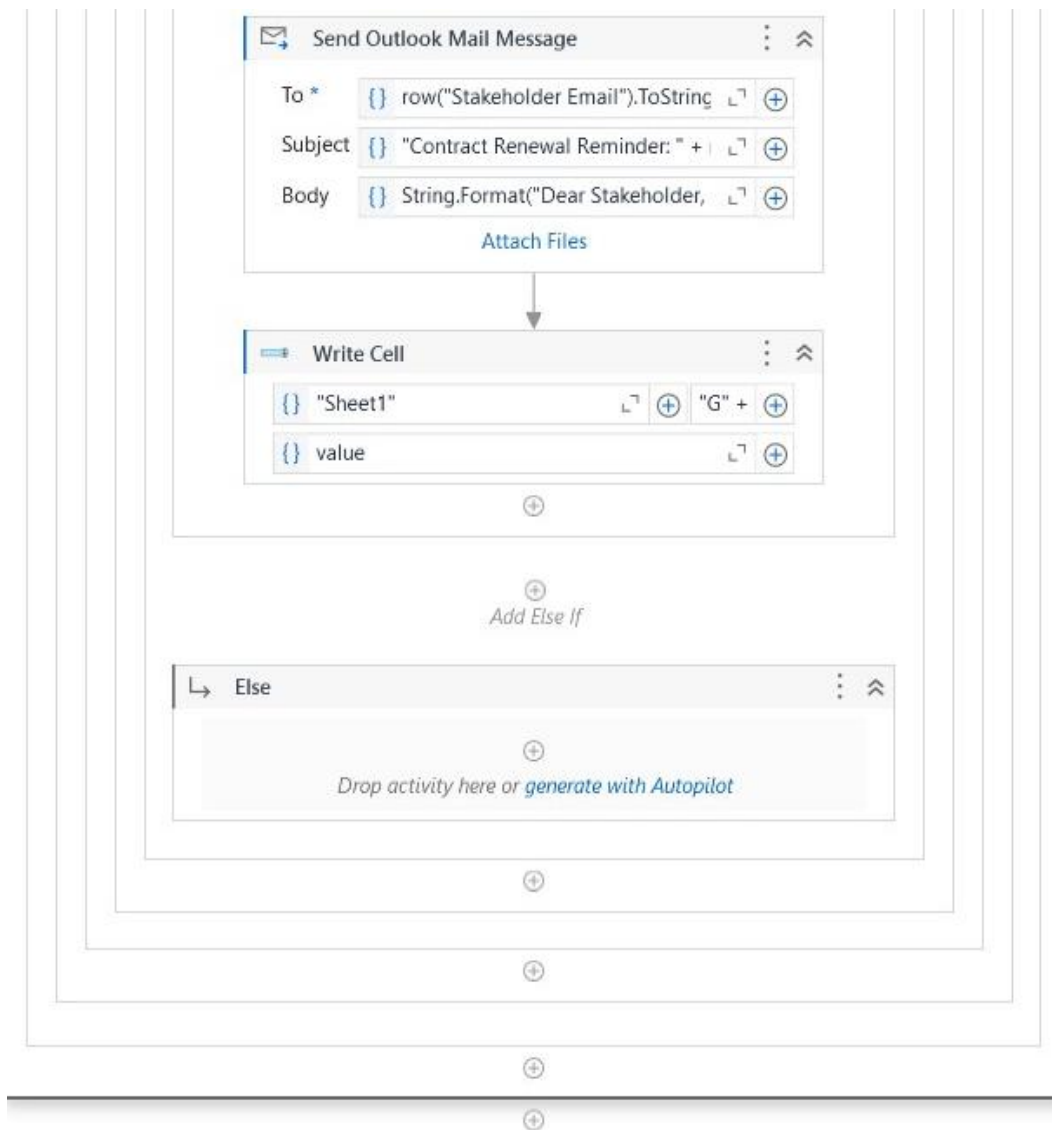 Send Outlook Mail Message
To * {} row("Stakeholder Email").ToString
Subject {} "Contract Renewal Reminder: " +
Body {} String.Format("Dear Stakeholder,
Attach Files
Write Cell
{} "Sheet1" "G" +
{} value
Add Else If
Else
Drop activity here or generate with Autopilot